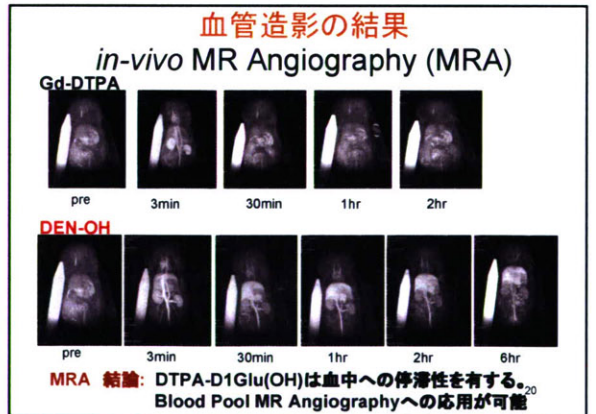 血管造影の結果
in-vivo MR Angiography (MRA)
Gd-DTPA
pre 3min 30min 1hr 2hr
DEN-OH
pre 3min 30min 1hr 2hr 6hr
MRA 結論: DTPA-D1Glu(OH)は血中への停滞性を有する。
Blood Pool MR Angiographyへの応用が可能
20